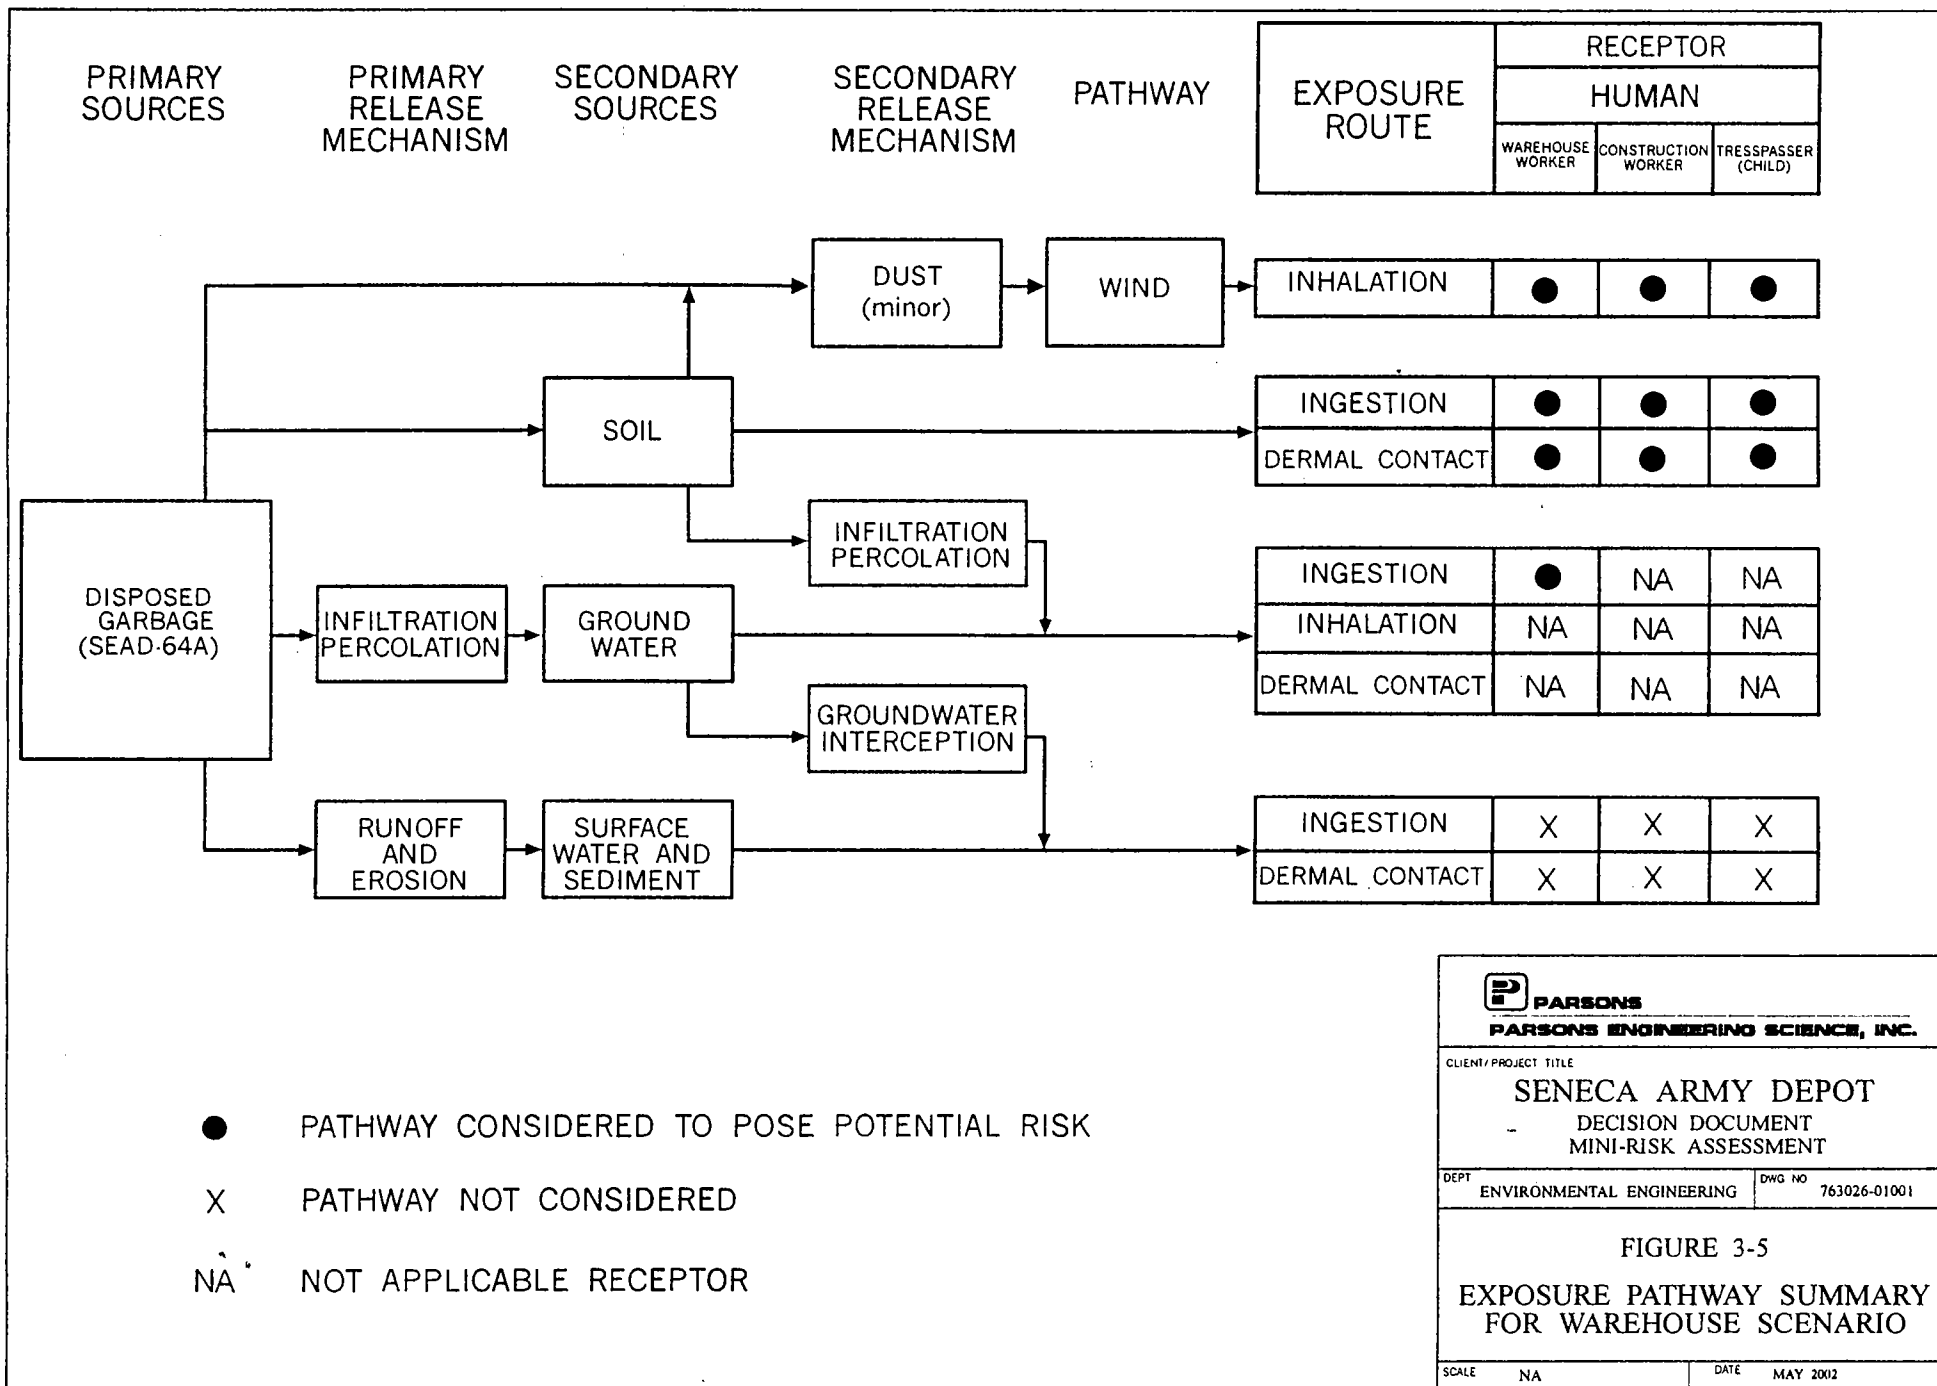 PRIMARY
SOURCES
PRIMARY
RELEASE
MECHANISM
SECONDARY
SOURCES
SECONDARY
RELEASE
MECHANISM
PATHWAY
EXPOSURE
ROUTE
RECEPTOR
HUMAN
WAREHOUSE
WORKER
CONSTRUCTION
WORKER
TRESSPASSER
(CHILD)
DUST
(minor)
WIND
INHALATION
SOIL
INGESTION
DERMAL CONTACT
INFILTRATION
PERCOLATION
DISPOSED
GARBAGE
(SEAD-64A)
INFILTRATION
PERCOLATION
GROUND
WATER
INGESTION NA NA
INHALATION NA NA NA
DERMAL CONTACT NA NA NA
GROUNDWATER
INTERCEPTION
RUNOFF
AND
EROSION
SURFACE
WATER AND
SEDIMENT
INGESTION X X X
DERMAL CONTACT X X X
● PATHWAY CONSIDERED TO POSE POTENTIAL RISK
X PATHWAY NOT CONSIDERED
NA NOT APPLICABLE RECEPTOR
PARSONS
PARSONS ENGINEERING SCIENCE, INC.
CLIENT/PROJECT TITLE
SENECA ARMY DEPOT
DECISION DOCUMENT
MINI-RISK ASSESSMENT
DEPT ENVIRONMENTAL ENGINEERING DWG NO 763026-01001
FIGURE 3-5
EXPOSURE PATHWAY SUMMARY
FOR WAREHOUSE SCENARIO
SCALE NA DATE MAY 2002